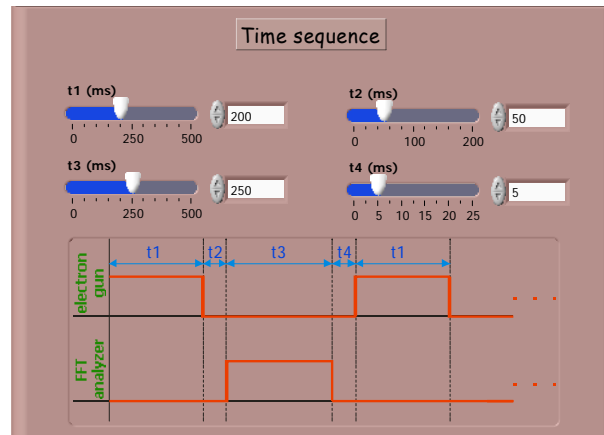 Time sequence
t1 (ms)
200
0 250 500
t2 (ms)
50
0 100 200
t3 (ms)
250
0 250 500
t4 (ms)
5
0 5 10 15 20 25
t1 t2 t3 t4 t1
electron
gun
. . .
FFT
analyzer
. . .